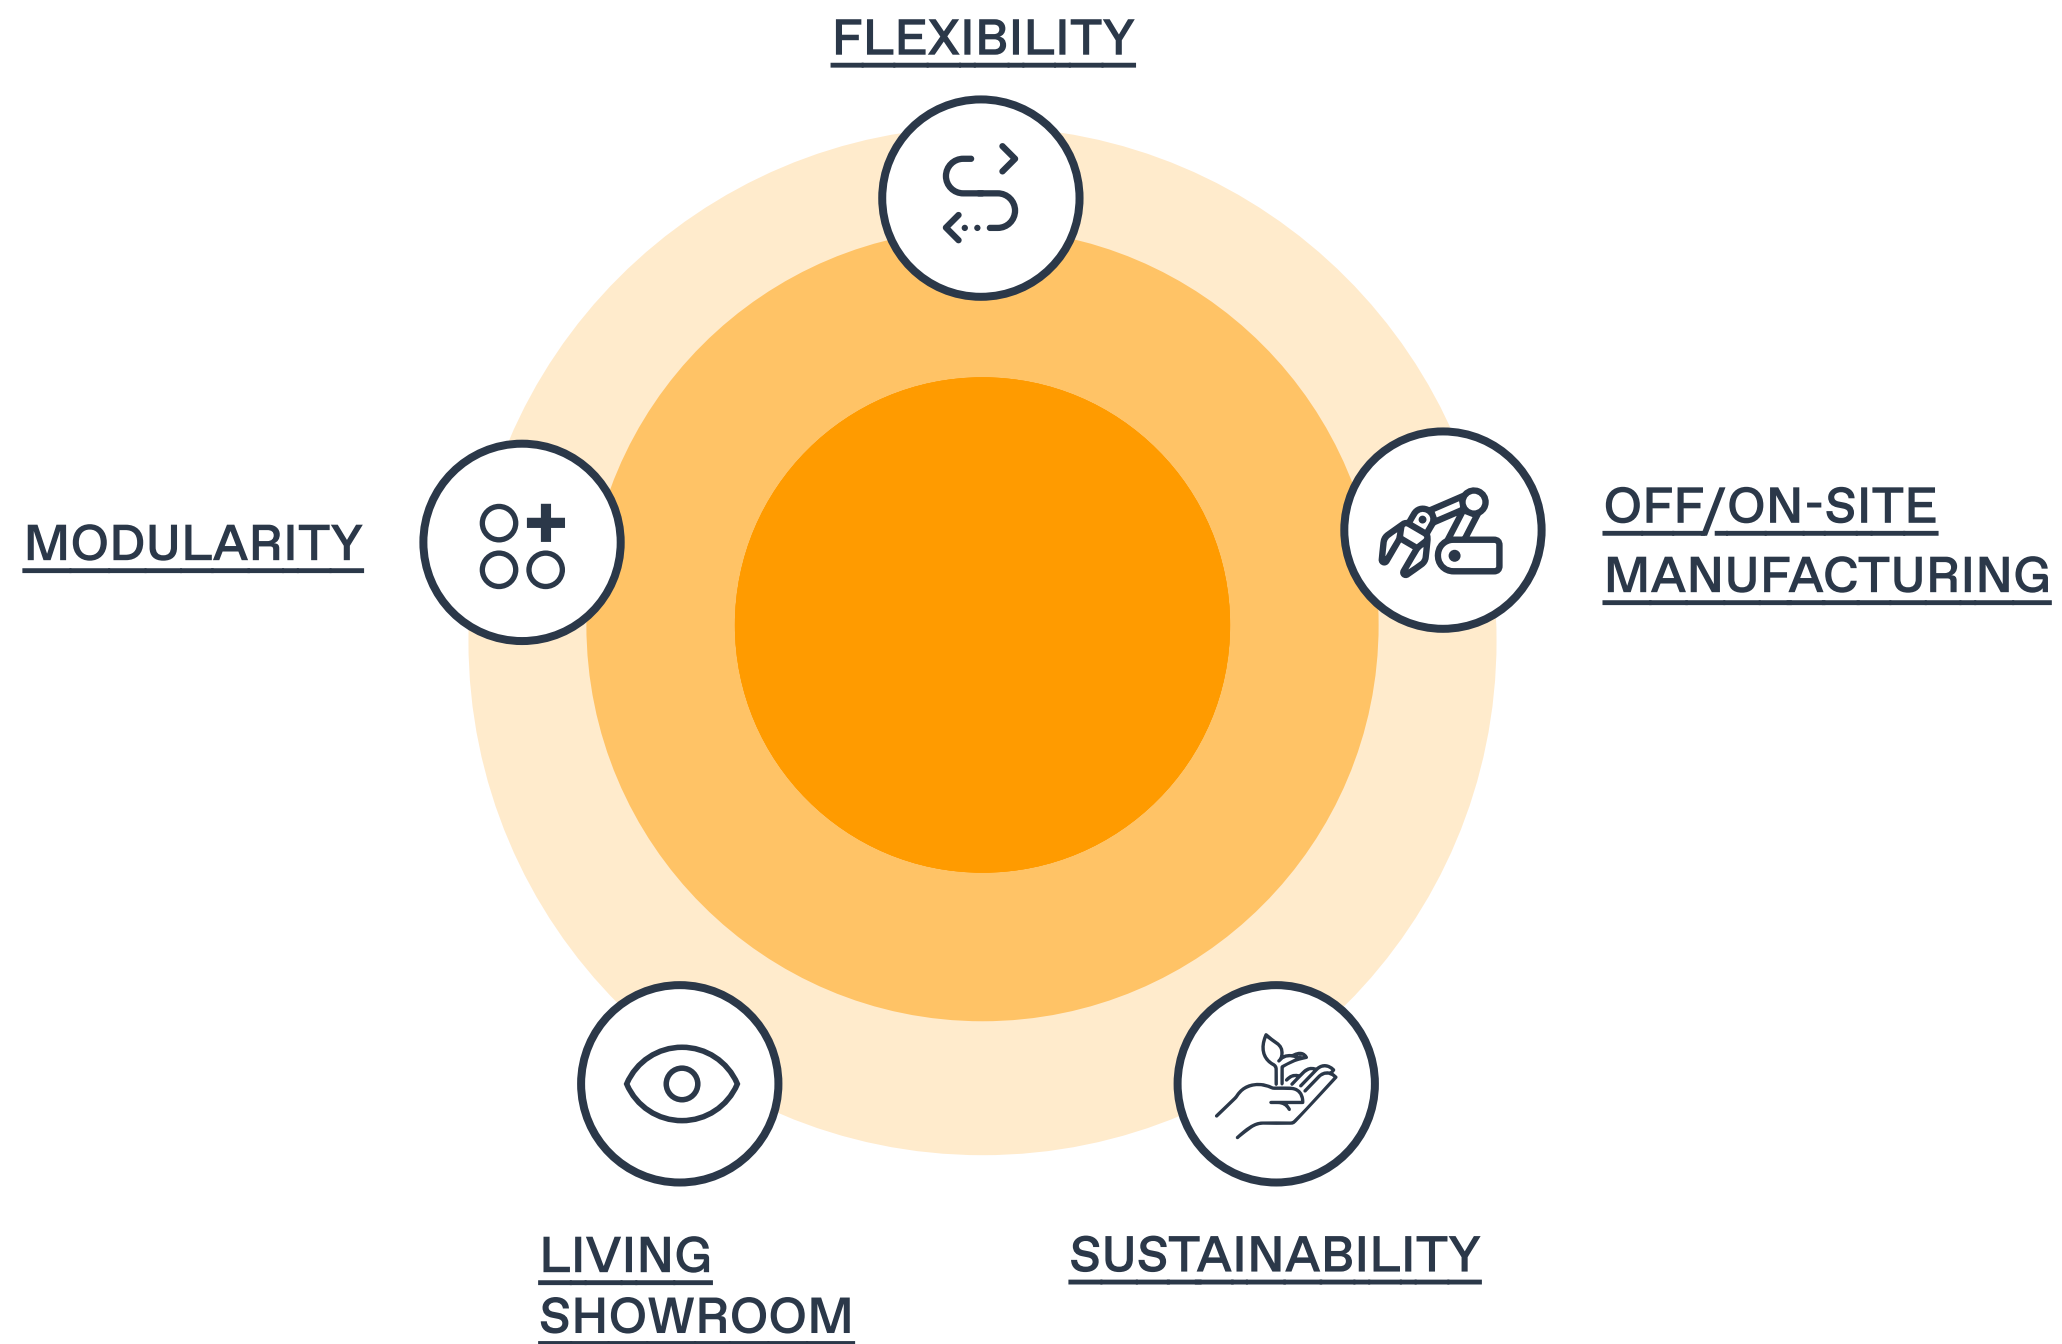 FLEXIBILITY
MODULARITY
OFF/ON-SITE
MANUFACTURING
LIVING
SHOWROOM
SUSTAINABILITY